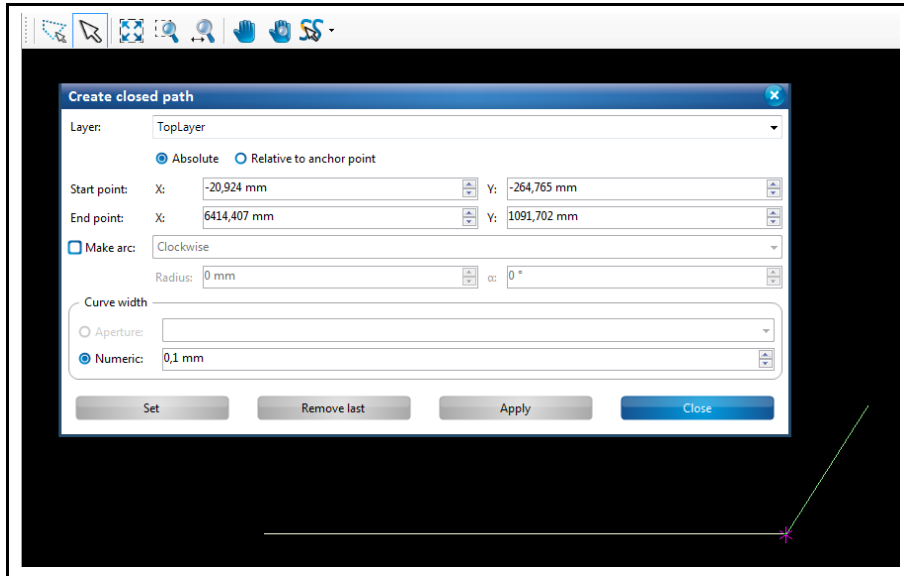 Create closed path
Layer: TopLayer
Absolute Relative to anchor point
Start point: X: -20,924 mm Y: -264,765 mm
End point: X: 6414,407 mm Y: 1091,702 mm
Make arc: Clockwise
Radius: 0 mm α: 0 °
Curve width
Aperture:
Numeric: 0,1 mm
Set Remove last Apply Close